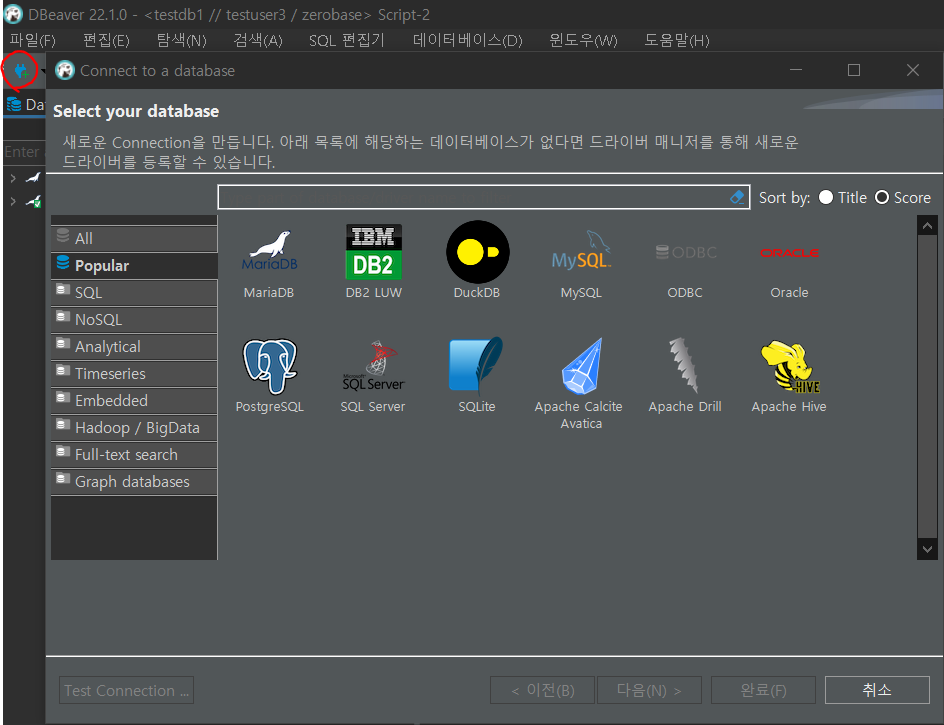 DBeaver 22.1.0 - <testdb1 // testuser3 / zerobase> Script-2
파일(F) 편집(E) 탐색(N) 검색(A) SQL 편집기 데이터베이스(D) 윈도우(W) 도움말(H)
Connect to a database
Da
Select your database
Enter
새로운 Connection을 만듭니다. 아래 목록에 해당하는 데이터베이스가 없다면 드라이버 매니저를 통해 새로운
드라이버를 등록할 수 있습니다.
Sort by: Title Score
All
Popular
SQL
NoSQL
Analytical
Timeseries
Embedded
Hadoop / BigData
Full-text search
Graph databases
MariaDB
IBM
DB2
MySQL
ODBC
ORACLE
MariaDB DB2 LUW DuckDB MySQL ODBC Oracle
Microsoft
SQL Server
HIVE
PostgreSQL SQL Server SQLite Apache Calcite Avatica Apache Drill Apache Hive
Test Connection ... < 이전(B) 다음(N) > 완료(F) 취소